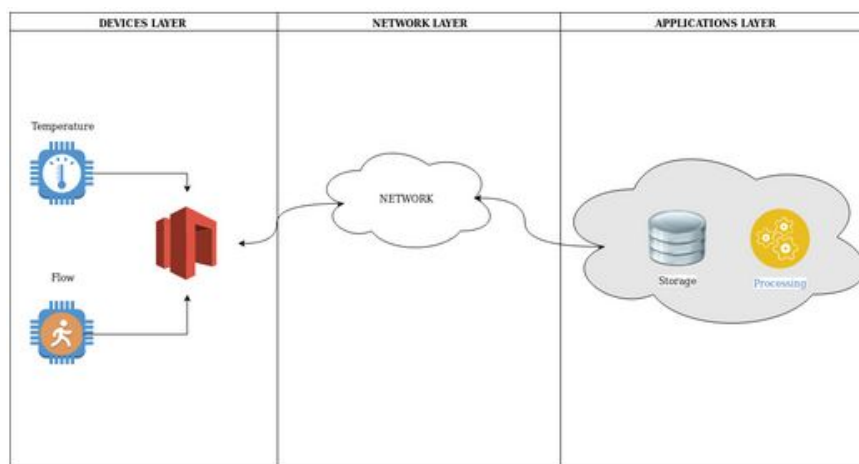 DEVICES LAYER
NETWORK LAYER
APPLICATIONS LAYER
Temperature
Flow
NETWORK
Storage
Processing